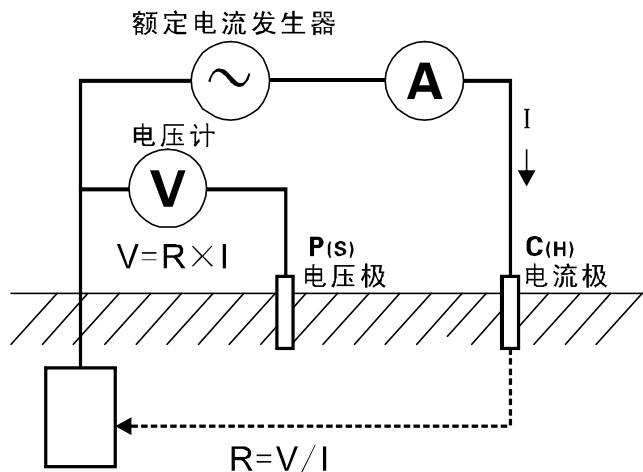 额定电流发生器
A
I
电压计
V
V=R×I
P(S)
电压极
C(H)
电流极
R=V/I